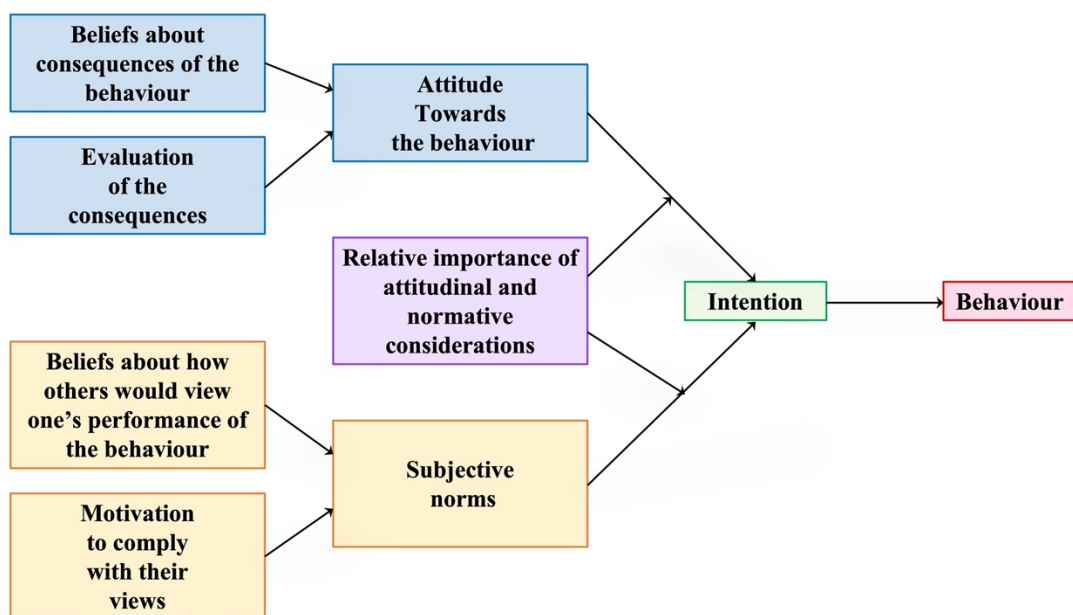 Beliefs about
consequences of the
behaviour
Evaluation
of the
consequences
Attitude
Towards
the behaviour
Relative importance of
attitudinal and
normative
considerations
Beliefs about how
others would view
one’s performance of
the behaviour
Motivation
to comply
with their
views
Subjective
norms
Intention
Behaviour